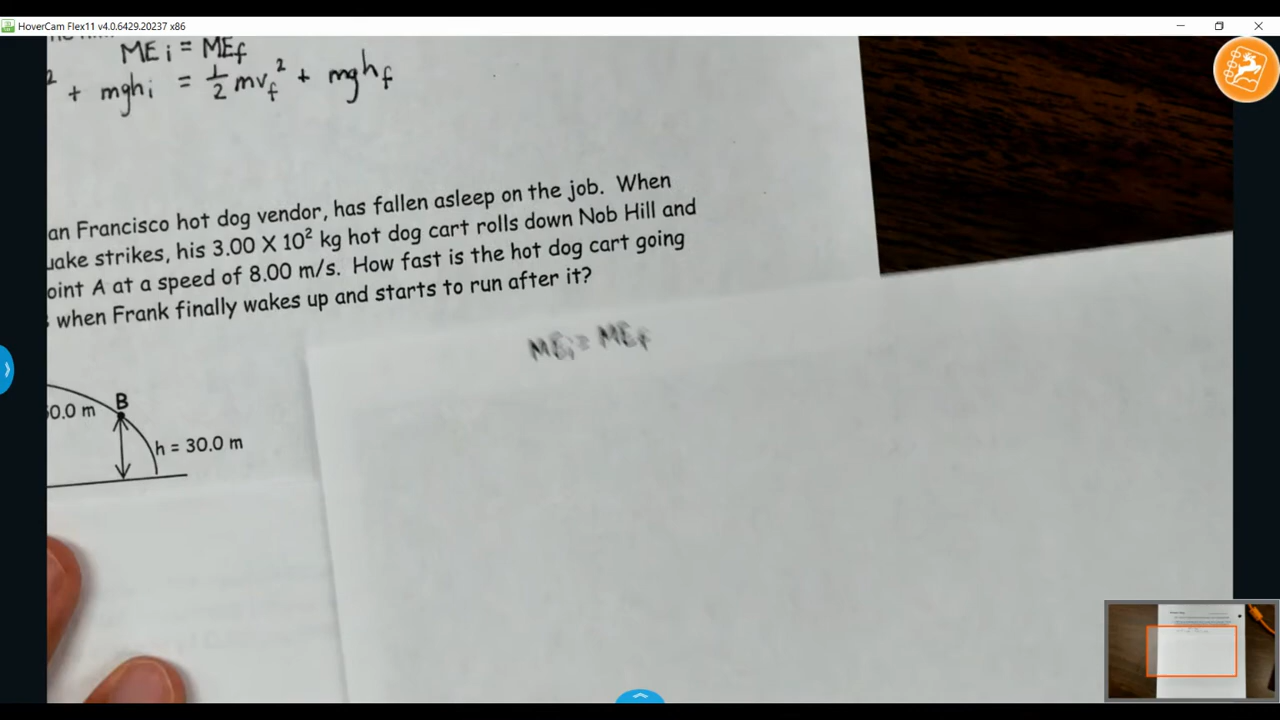 HoverCam Flex11 v4.0.6429.20237 x86
MEi = MEf
2 + mghi = 1/2 mvf² + mghf
an Francisco hot dog vendor, has fallen asleep on the job. When
uake strikes, his 3.00 X 10² kg hot dog cart rolls down Nob Hill and
oint A at a speed of 8.00 m/s. How fast is the hot dog cart going
when Frank finally wakes up and starts to run after it?
MEi = MEf
B
0.0 m
h = 30.0 m